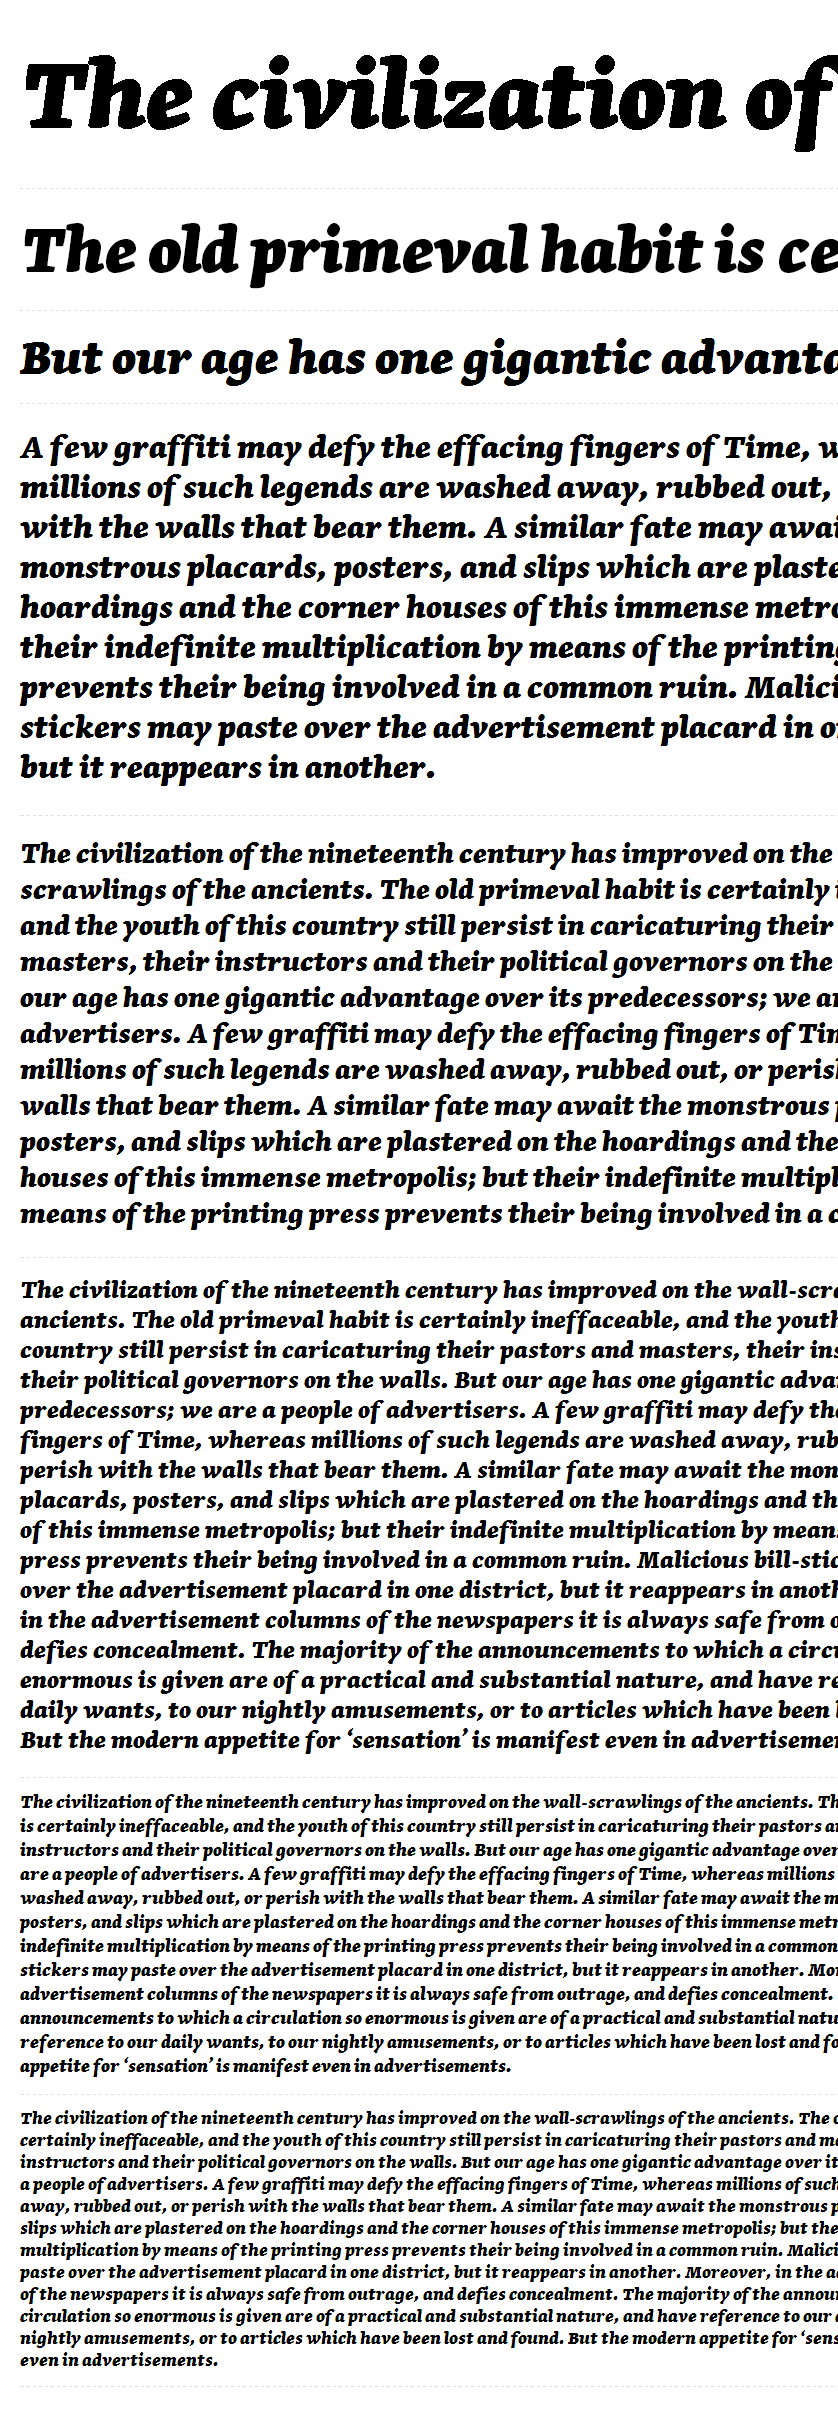 The civilization of
The old primeval habit is ce
But our age has one gigantic advanta
A few graffiti may defy the effacing fingers of Time, w
millions of such legends are washed away, rubbed out,
with the walls that bear them. A similar fate may awai
monstrous placards, posters, and slips which are plaste
hoardings and the corner houses of this immense metro
their indefinite multiplication by means of the printing
prevents their being involved in a common ruin. Malici
stickers may paste over the advertisement placard in o
but it reappears in another.
The civilization of the nineteenth century has improved on the
scrawlings of the ancients. The old primeval habit is certainly i
and the youth of this country still persist in caricaturing their
masters, their instructors and their political governors on the
our age has one gigantic advantage over its predecessors; we ar
advertisers. A few graffiti may defy the effacing fingers of Tim
millions of such legends are washed away, rubbed out, or perish
walls that bear them. A similar fate may await the monstrous p
posters, and slips which are plastered on the hoardings and the
houses of this immense metropolis; but their indefinite multipl
means of the printing press prevents their being involved in a c
The civilization of the nineteenth century has improved on the wall-scra
ancients. The old primeval habit is certainly ineffaceable, and the youth
country still persist in caricaturing their pastors and masters, their ins
their political governors on the walls. But our age has one gigantic advan
predecessors; we are a people of advertisers. A few graffiti may defy the
fingers of Time, whereas millions of such legends are washed away, rub
perish with the walls that bear them. A similar fate may await the mon
placards, posters, and slips which are plastered on the hoardings and th
of this immense metropolis; but their indefinite multiplication by means
press prevents their being involved in a common ruin. Malicious bill-stic
over the advertisement placard in one district, but it reappears in anoth
in the advertisement columns of the newspapers it is always safe from o
defies concealment. The majority of the announcements to which a circu
enormous is given are of a practical and substantial nature, and have re
daily wants, to our nightly amusements, or to articles which have been l
But the modern appetite for ‘sensation’ is manifest even in advertisemen
The civilization of the nineteenth century has improved on the wall-scrawlings of the ancients. Th
is certainly ineffaceable, and the youth of this country still persist in caricaturing their pastors an
instructors and their political governors on the walls. But our age has one gigantic advantage over
are a people of advertisers. A few graffiti may defy the effacing fingers of Time, whereas millions
washed away, rubbed out, or perish with the walls that bear them. A similar fate may await the m
posters, and slips which are plastered on the hoardings and the corner houses of this immense metr
indefinite multiplication by means of the printing press prevents their being involved in a common
stickers may paste over the advertisement placard in one district, but it reappears in another. Mor
advertisement columns of the newspapers it is always safe from outrage, and defies concealment.
announcements to which a circulation so enormous is given are of a practical and substantial natu
reference to our daily wants, to our nightly amusements, or to articles which have been lost and fo
appetite for ‘sensation’ is manifest even in advertisements.
The civilization of the nineteenth century has improved on the wall-scrawlings of the ancients. The o
certainly ineffaceable, and the youth of this country still persist in caricaturing their pastors and ma
instructors and their political governors on the walls. But our age has one gigantic advantage over it
a people of advertisers. A few graffiti may defy the effacing fingers of Time, whereas millions of such
away, rubbed out, or perish with the walls that bear them. A similar fate may await the monstrous p
slips which are plastered on the hoardings and the corner houses of this immense metropolis; but the
multiplication by means of the printing press prevents their being involved in a common ruin. Malici
paste over the advertisement placard in one district, but it reappears in another. Moreover, in the ad
of the newspapers it is always safe from outrage, and defies concealment. The majority of the announ
circulation so enormous is given are of a practical and substantial nature, and have reference to our d
nightly amusements, or to articles which have been lost and found. But the modern appetite for ‘sens
even in advertisements.